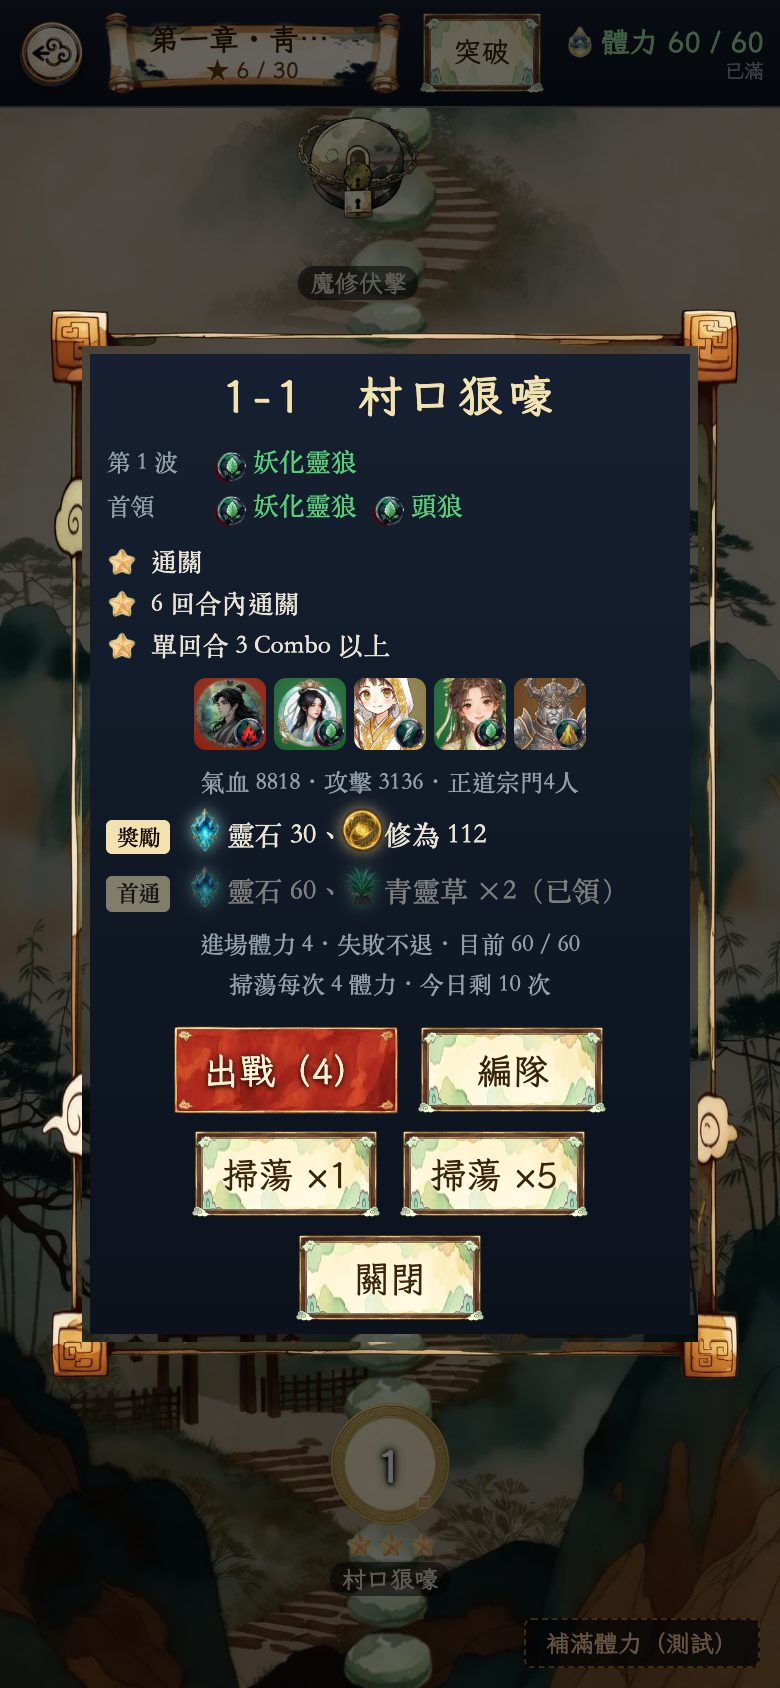 第一章·青…
★ 6 / 30
突破
體力 60 / 60
已滿
魔修伏擊
1-1 村口狼嚎
第 1 波 妖化靈狼
首領 妖化靈狼 頭狼
通關
6 回合內通關
單回合 3 Combo 以上
氣血 8818 · 攻擊 3136 · 正道宗門4人
獎勵 靈石 30、修為 112
首通 靈石 60、青靈草 ×2（已領）
進場體力 4 · 失敗不退 · 目前 60 / 60
掃蕩每次 4 體力 · 今日剩 10 次
出戰（4）
編隊
掃蕩 ×1
掃蕩 ×5
關閉
1
村口狼嚎
補滿體力（測試）